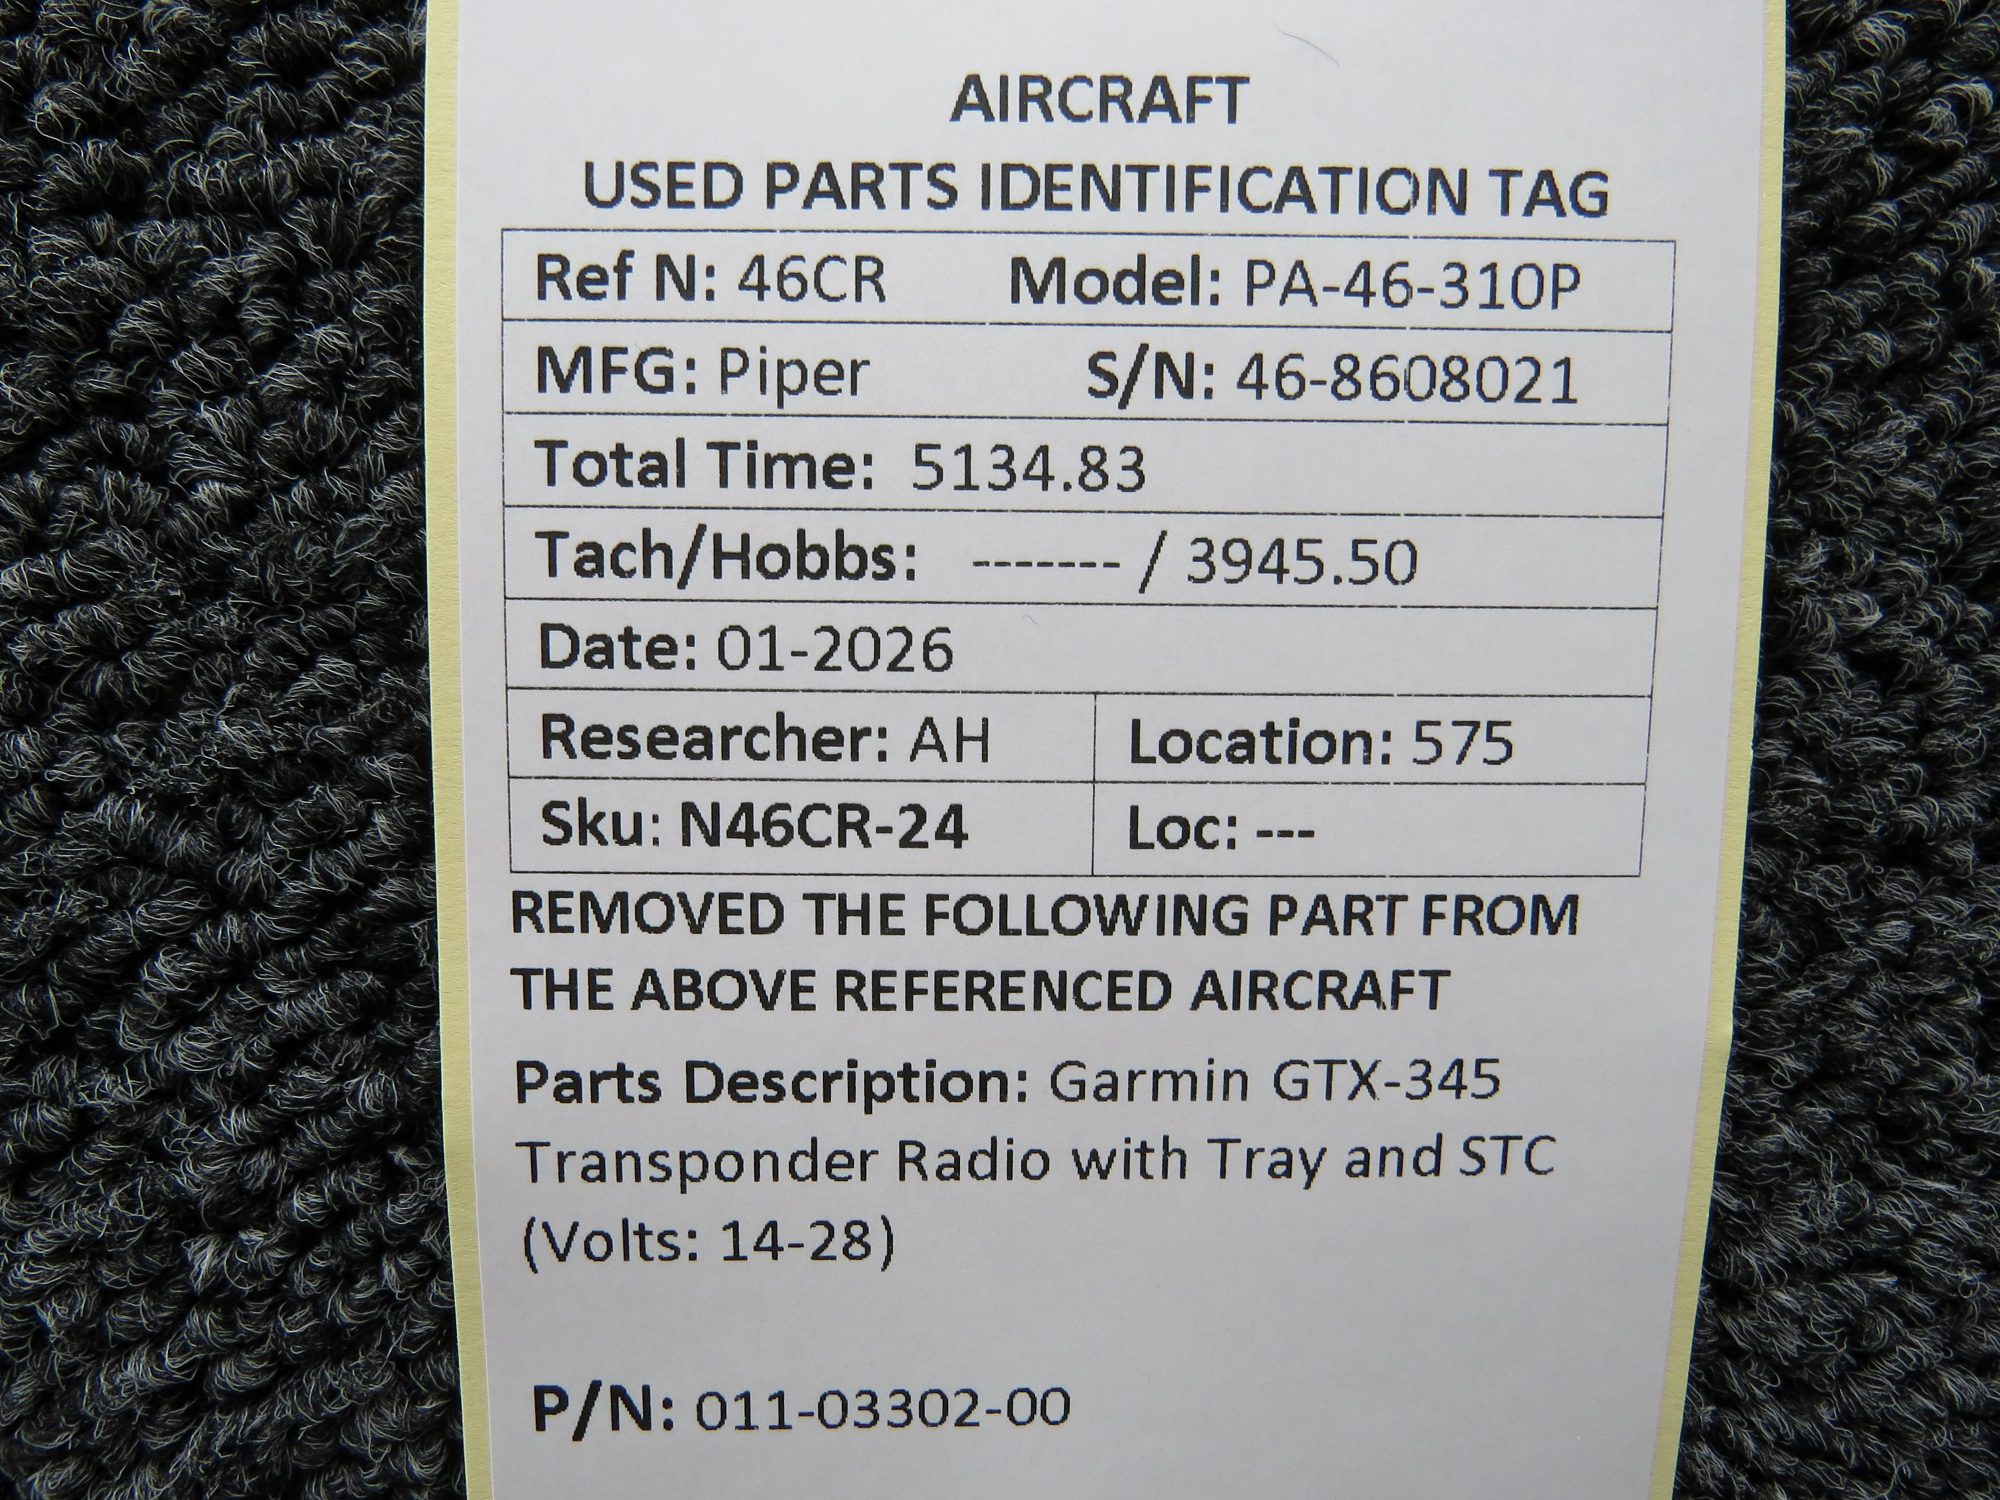 AIRCRAFT
USED PARTS IDENTIFICATION TAG
Ref N: 46CR Model: PA-46-310P
MFG: Piper S/N: 46-8608021
Total Time: 5134.83
Tach/Hobbs: ------- / 3945.50
Date: 01-2026
Researcher: AH Location: 575
Sku: N46CR-24 Loc: ---
REMOVED THE FOLLOWING PART FROM
THE ABOVE REFERENCED AIRCRAFT
Parts Description: Garmin GTX-345
Transponder Radio with Tray and STC
(Volts: 14-28)
P/N: 011-03302-00